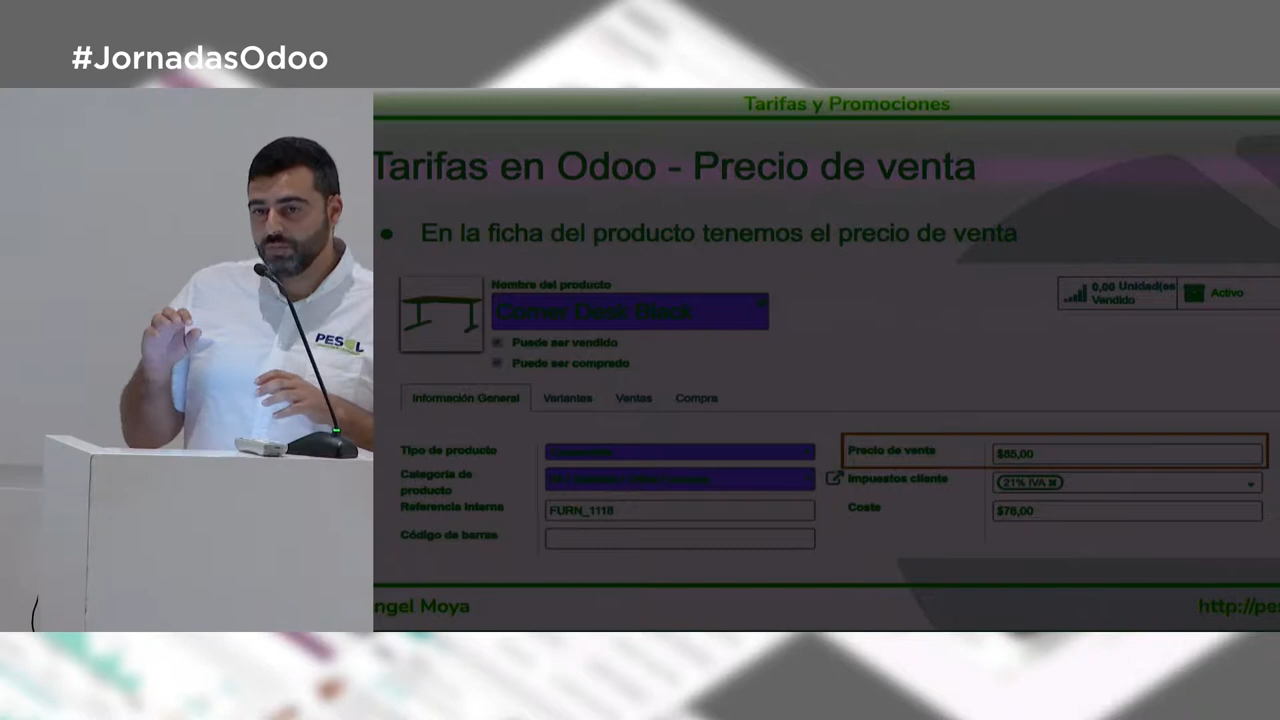 #JornadasOdoo
Tarifas y Promociones
Tarifas en Odoo - Precio de venta
• En la ficha del producto tenemos el precio de venta
Nombre del producto
Corner Desk Black
0,00 Unidad(es
Vendido
Activo
Puede ser vendido
Puede ser comprado
PESOL
Información General
Variantes
Ventas
Compra
Tipo de producto
Precio de venta
$85,00
Categoría de
producto
Impuestos cliente
21% IVA ✖
Referencia interna
FURN_1118
Coste
$76,00
Código de barras
ngel Moya
http://pes